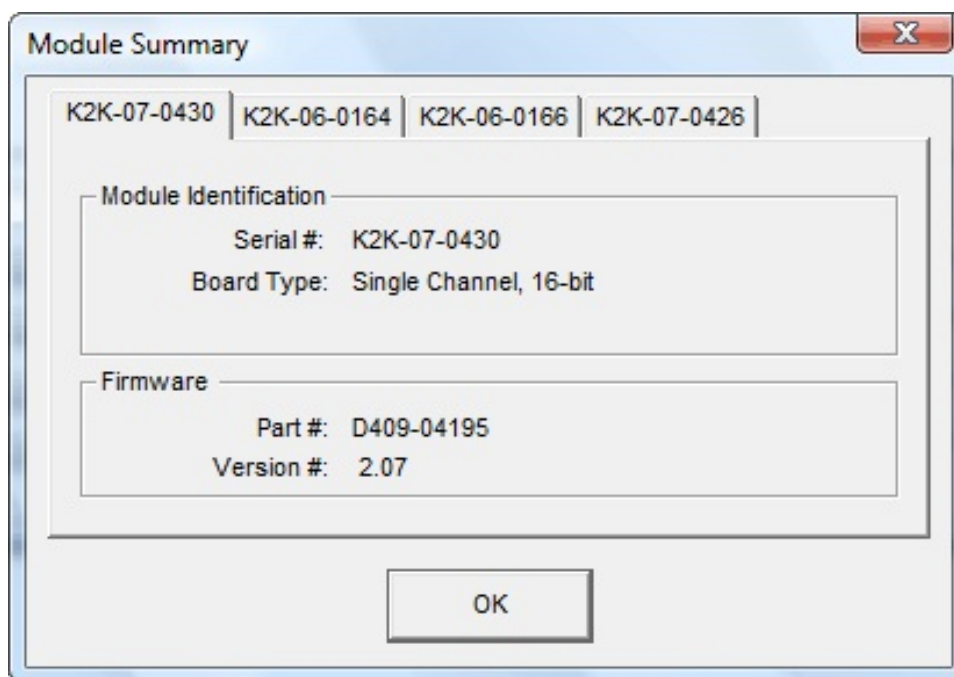 Module Summary
K2K-07-0430 K2K-06-0164 K2K-06-0166 K2K-07-0426
Module Identification
Serial #: K2K-07-0430
Board Type: Single Channel, 16-bit
Firmware
Part #: D409-04195
Version #: 2.07
OK